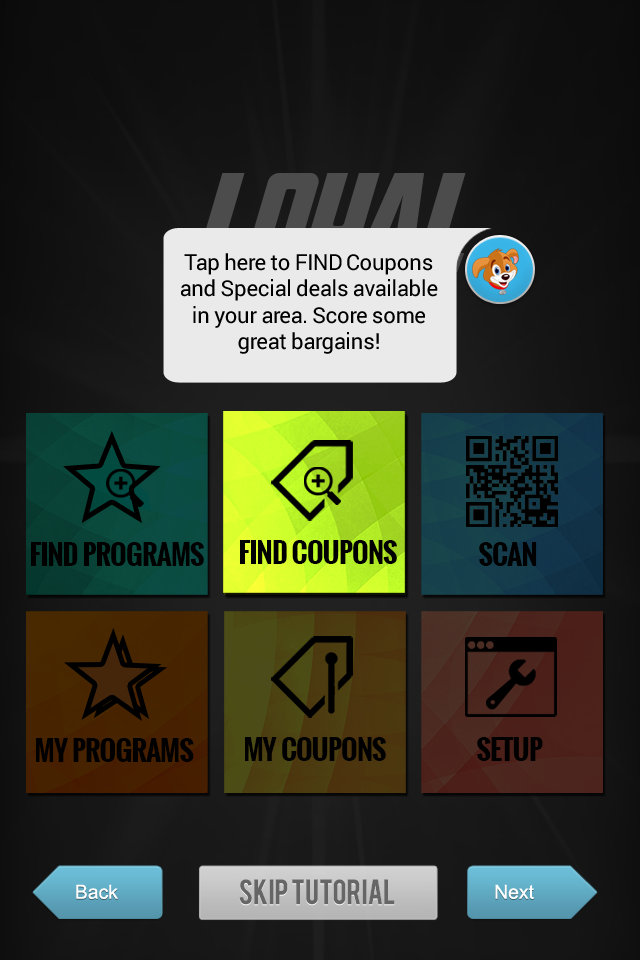 Tap here to FIND Coupons
and Special deals available
in your area. Score some
great bargains!
FIND PROGRAMS
FIND COUPONS
SCAN
MY PROGRAMS
MY COUPONS
SETUP
Back
SKIP TUTORIAL
Next